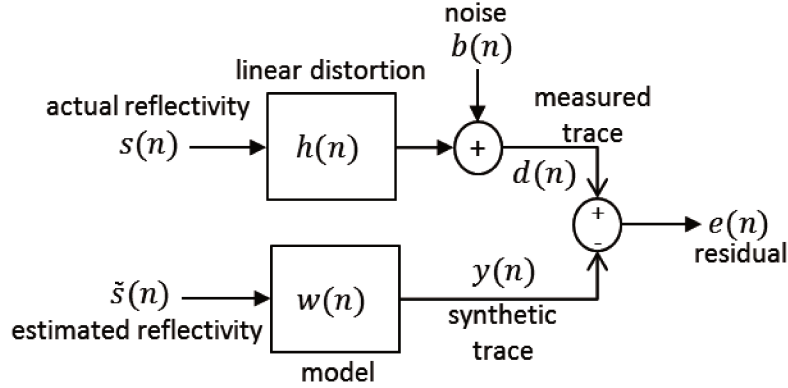 noise
b(n)
linear distortion
actual reflectivity
s(n)
h(n)
+
measured
trace
d(n)
+
-
e(n)
residual
s̃(n)
estimated reflectivity
w(n)
model
y(n)
synthetic
trace